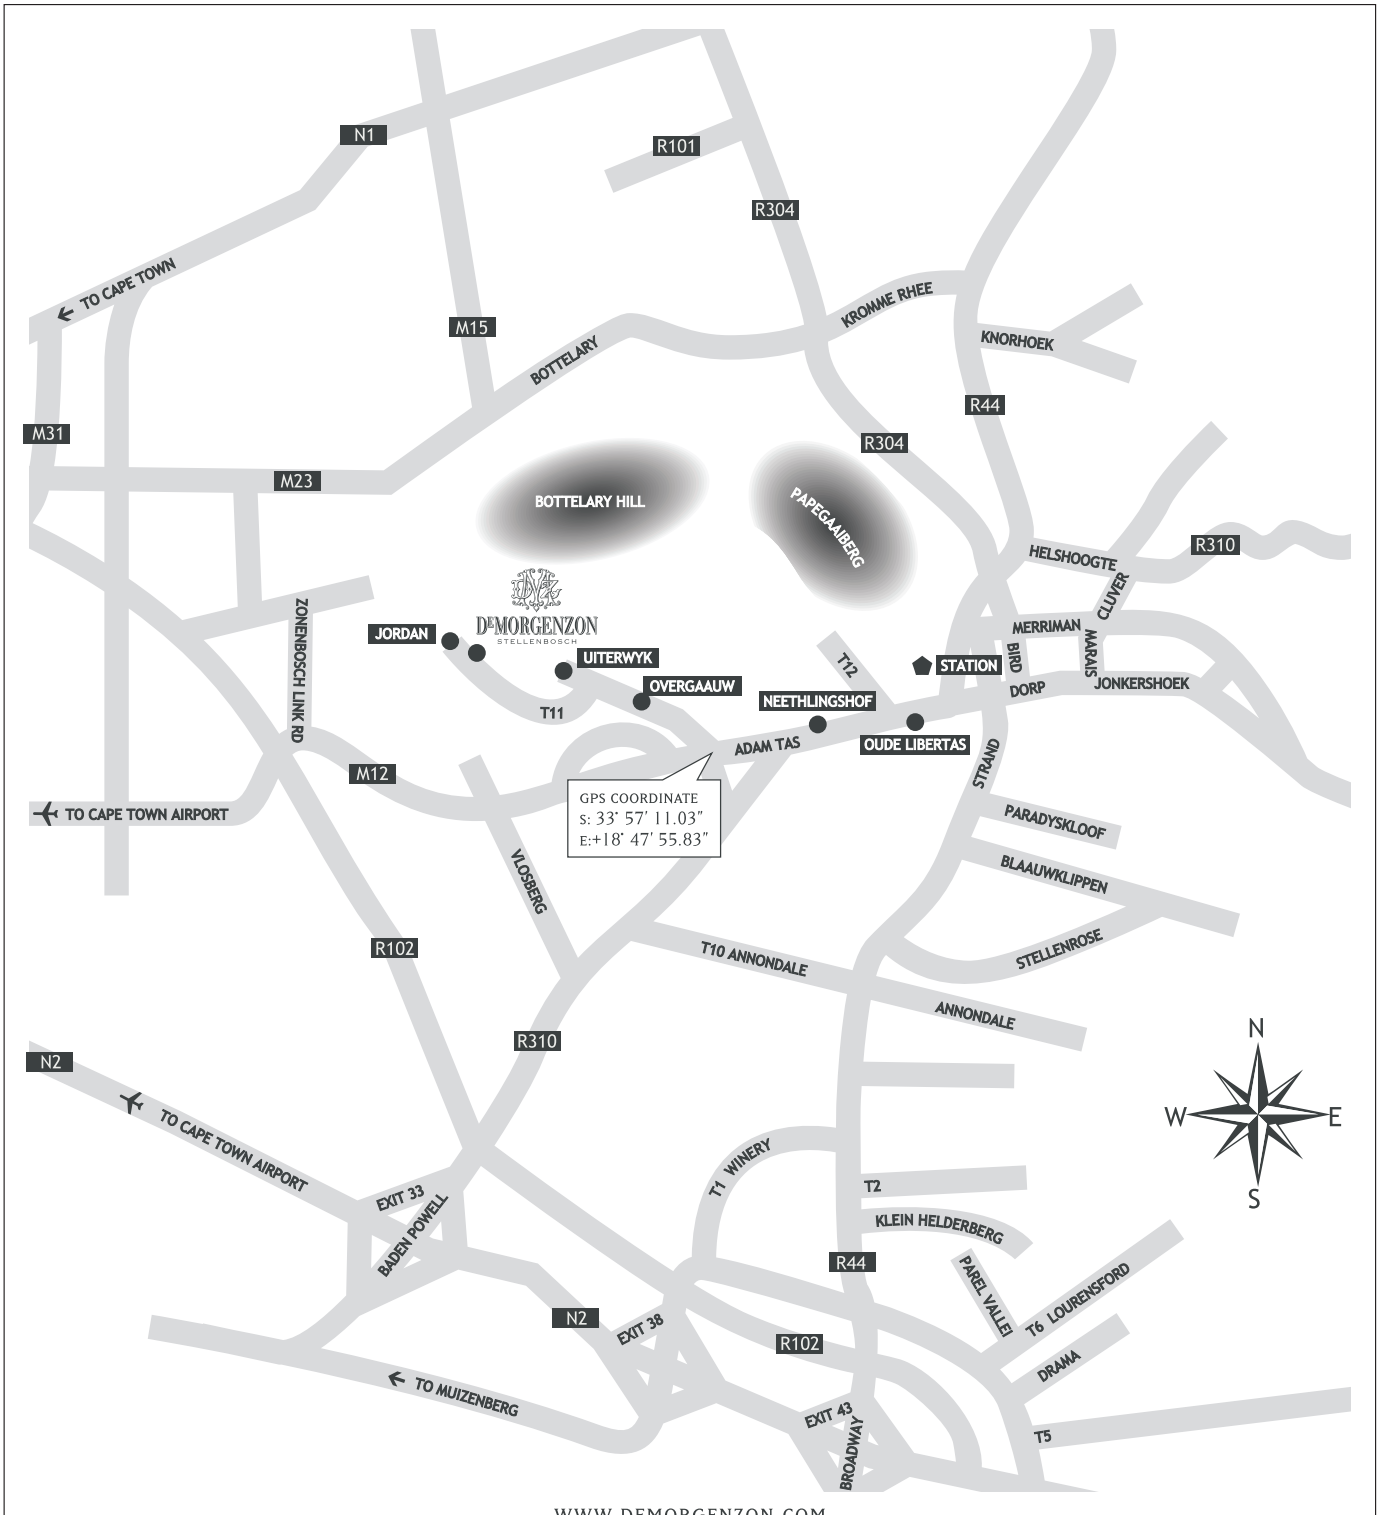 N1
R101
R304
TO CAPE TOWN
KROMME RHEE
M15
KNORHOEK
BOTTELARY
R44
M31
R304
M23
BOTTELARY HILL
PAPEGAAIBERG
R310
HELSHOOGTE
CLUVER
ZONENBOSCH LINK RD
JORDAN
DEMORGENZON
STELLENBOSCH
MERRIMAN
MARAIS
BIRD
UITERWYK
T12
STATION
OVERGAAUW
DORP
JONKERSHOEK
NEETHLINGSHOF
T11
ADAM TAS
OUDE LIBERTAS
STRAND
M12
GPS COORDINATE
S: 33° 57' 11.03"
E:+18° 47' 55.83"
TO CAPE TOWN AIRPORT
PARADYSKLOOF
VLOSBERG
BLAAUWKLIPPEN
R102
T10 ANNONDALE
STELLENROSE
ANNONDALE
R310
N
N2
W
E
TO CAPE TOWN AIRPORT
T1 WINERY
T2
S
EXIT 33
BADEN POWELL
KLEIN HELDERBERG
R44
PAREL VALLEI
T6 LOURENSFORD
N2
EXIT 38
R102
DRAMA
TO MUIZENBERG
EXIT 43
BROADWAY
T5
WWW.DEMORGENZON.COM